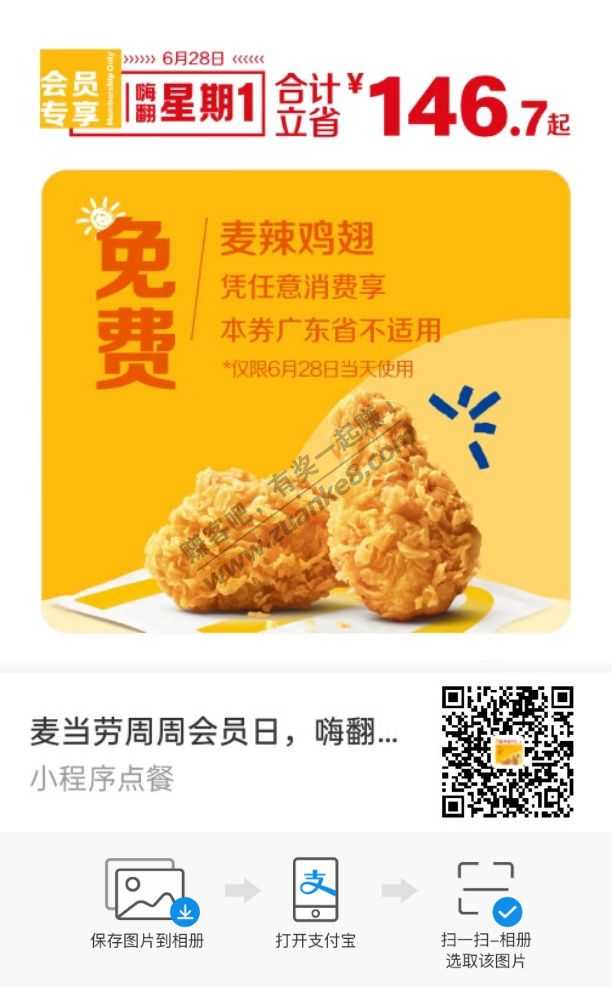 会员
专享
Membership Only
›››››› 6月28日 ‹‹‹‹‹‹
嗨翻
星期1
合计
立省
¥146.7起
免费
麦辣鸡翅
凭任意消费享
本券广东省不适用
*仅限6月28日当天使用
赚客吧,有奖一起赚!
www.zuanke8.com
麦当劳周周会员日，嗨翻...
小程序点餐
支
保存图片到相册
打开支付宝
扫一扫-相册
选取该图片